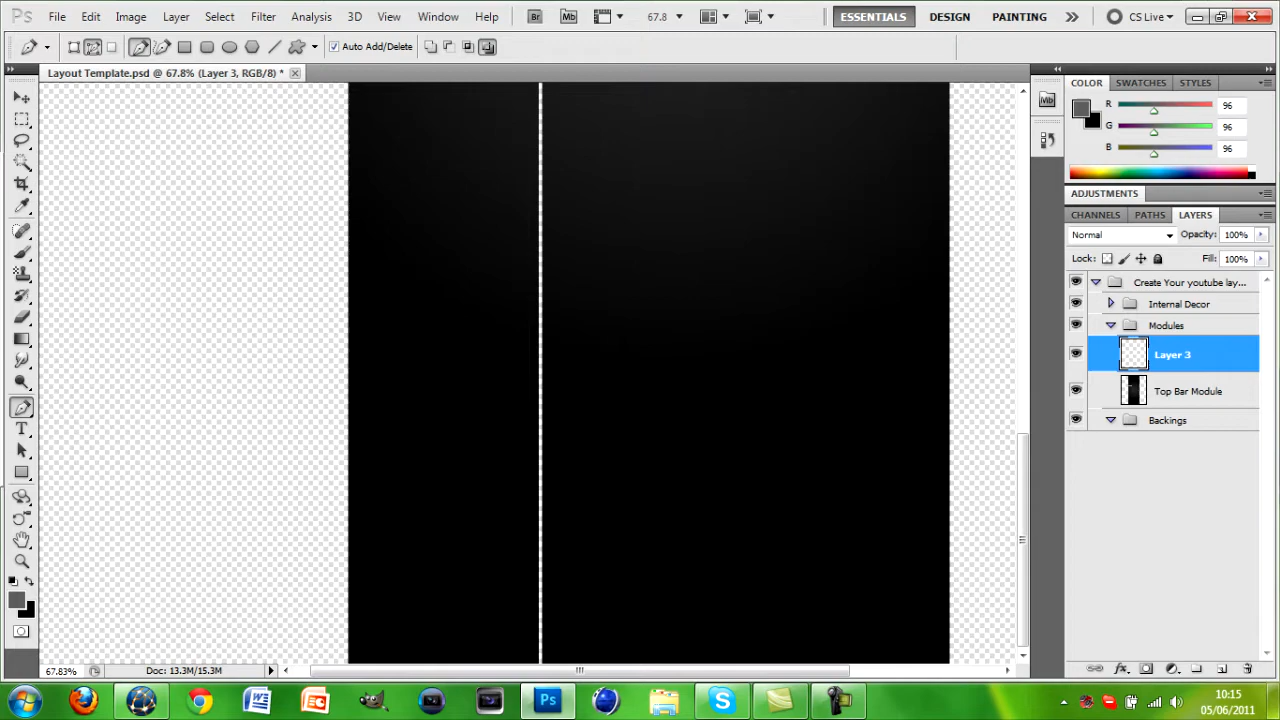 Ps File Edit Image Layer Select Filter Analysis 3D View Window Help Br Mb 67.8 ESSENTIALS DESIGN PAINTING CS Live
Auto Add/Delete
Layout Template.psd @ 67.8% (Layer 3, RGB/8) *
Mb
COLOR SWATCHES STYLES
R 96
G 96
B 96
ADJUSTMENTS
CHANNELS PATHS LAYERS
Normal Opacity: 100%
Lock: Fill: 100%
Create Your youtube lay...
Internal Decor
Modules
Layer 3
Top Bar Module
Backings
67.83% Doc: 13.3M/15.3M
Ps
10:15
05/06/2011